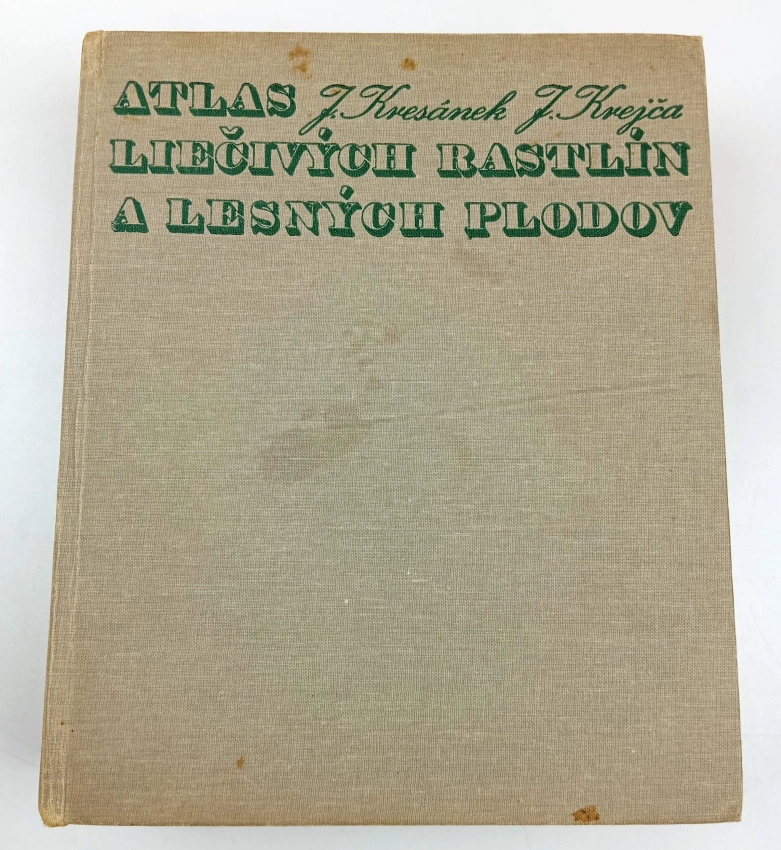 ATLAS J. Kresánek J. Krejča
LIEČIVÝCH RASTLÍN
A LESNÝCH PLODOV